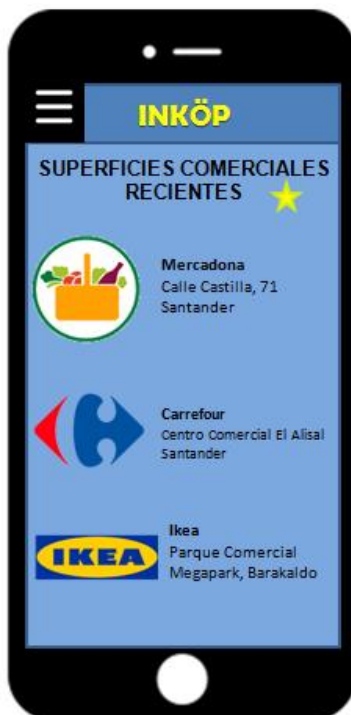 INKÖP
SUPERFICIES COMERCIALES
RECIENTES
Mercadona
Calle Castilla, 71
Santander
Carrefour
Centro Comercial El Alisal
Santander
IKEA
Ikea
Parque Comercial
Megapark, Barakaldo